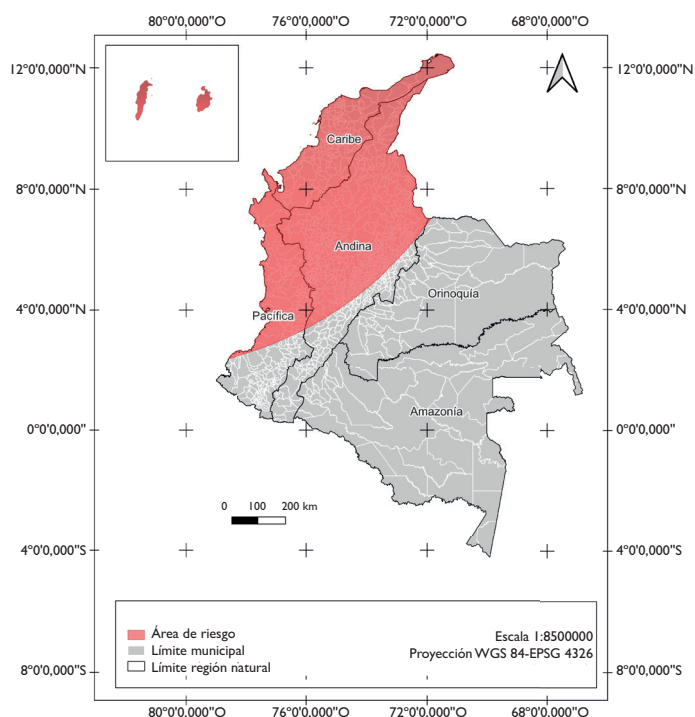 80°0'0,000"O 76°0'0,000"O 72°0'0,000"O 68°0'0,000"O
12°0'0,000"N 12°0'0,000"N
Caribe
8°0'0,000"N 8°0'0,000"N
Andina
Orinoquía
4°0'0,000"N 4°0'0,000"N
Pacífica
Amazonía
0°0'0,000" 0°0'0,000"
0 100 200 km
4°0'0,000"S 4°0'0,000"S
Área de riesgo
Límite municipal
Límite región natural
Escala 1:8500000
Proyección WGS 84-EPSG 4326
8°0'0,000"S 8°0'0,000"S
80°0'0,000"O 76°0'0,000"O 72°0'0,000"O 68°0'0,000"O